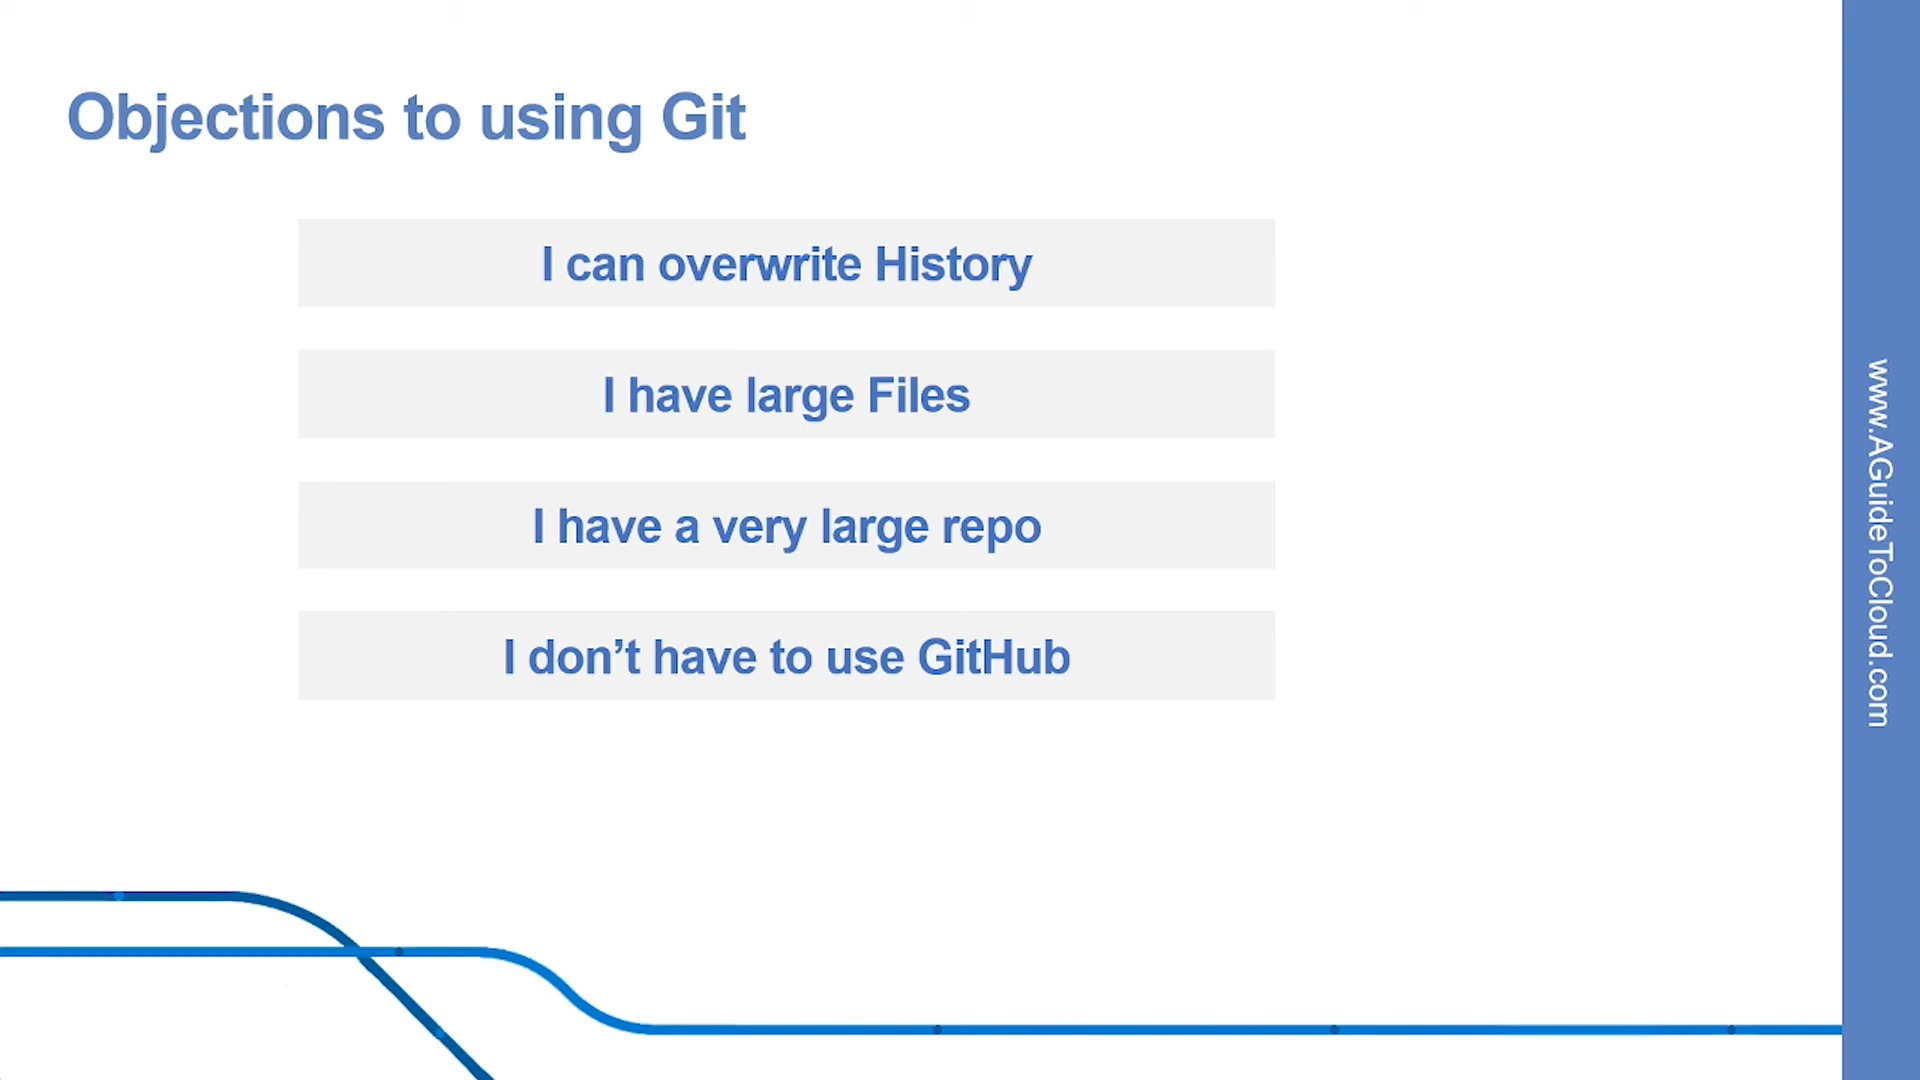 Objections to using Git
I can overwrite History
I have large Files
I have a very large repo
I don’t have to use GitHub
www.AGuideToCloud.com